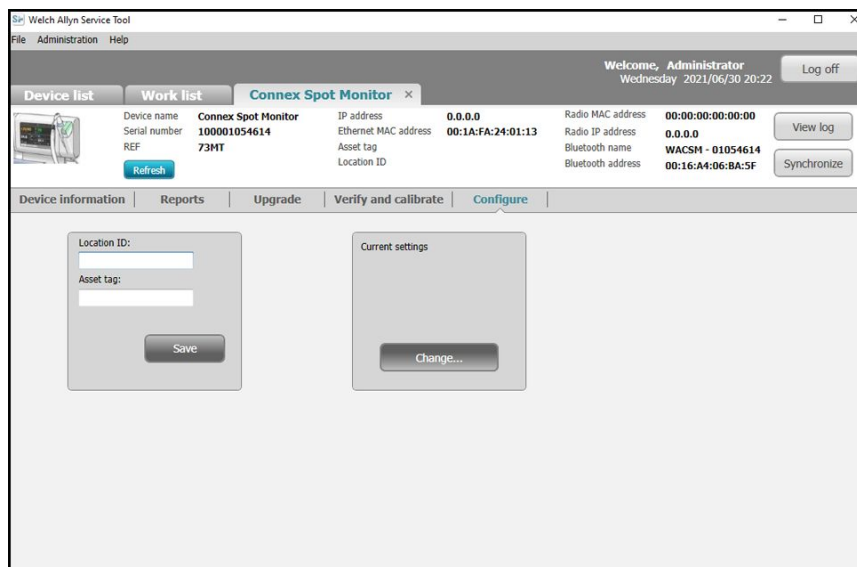 Welch Allyn Service Tool
File Administration Help
Welcome, Administrator
Wednesday 2021/06/30 20:22
Log off
Device list Work list Connex Spot Monitor ×
Device name Connex Spot Monitor IP address 0.0.0.0 Radio MAC address 00:00:00:00:00:00
Serial number 100001054614 Ethernet MAC address 00:1A:FA:24:01:13 Radio IP address 0.0.0.0
REF 73MT Asset tag Bluetooth name WACSM - 01054614
Location ID Bluetooth address 00:16:A4:06:BA:5F
Refresh
View log
Synchronize
Device information Reports Upgrade Verify and calibrate Configure
Location ID:
Asset tag:
Save
Current settings
Change...